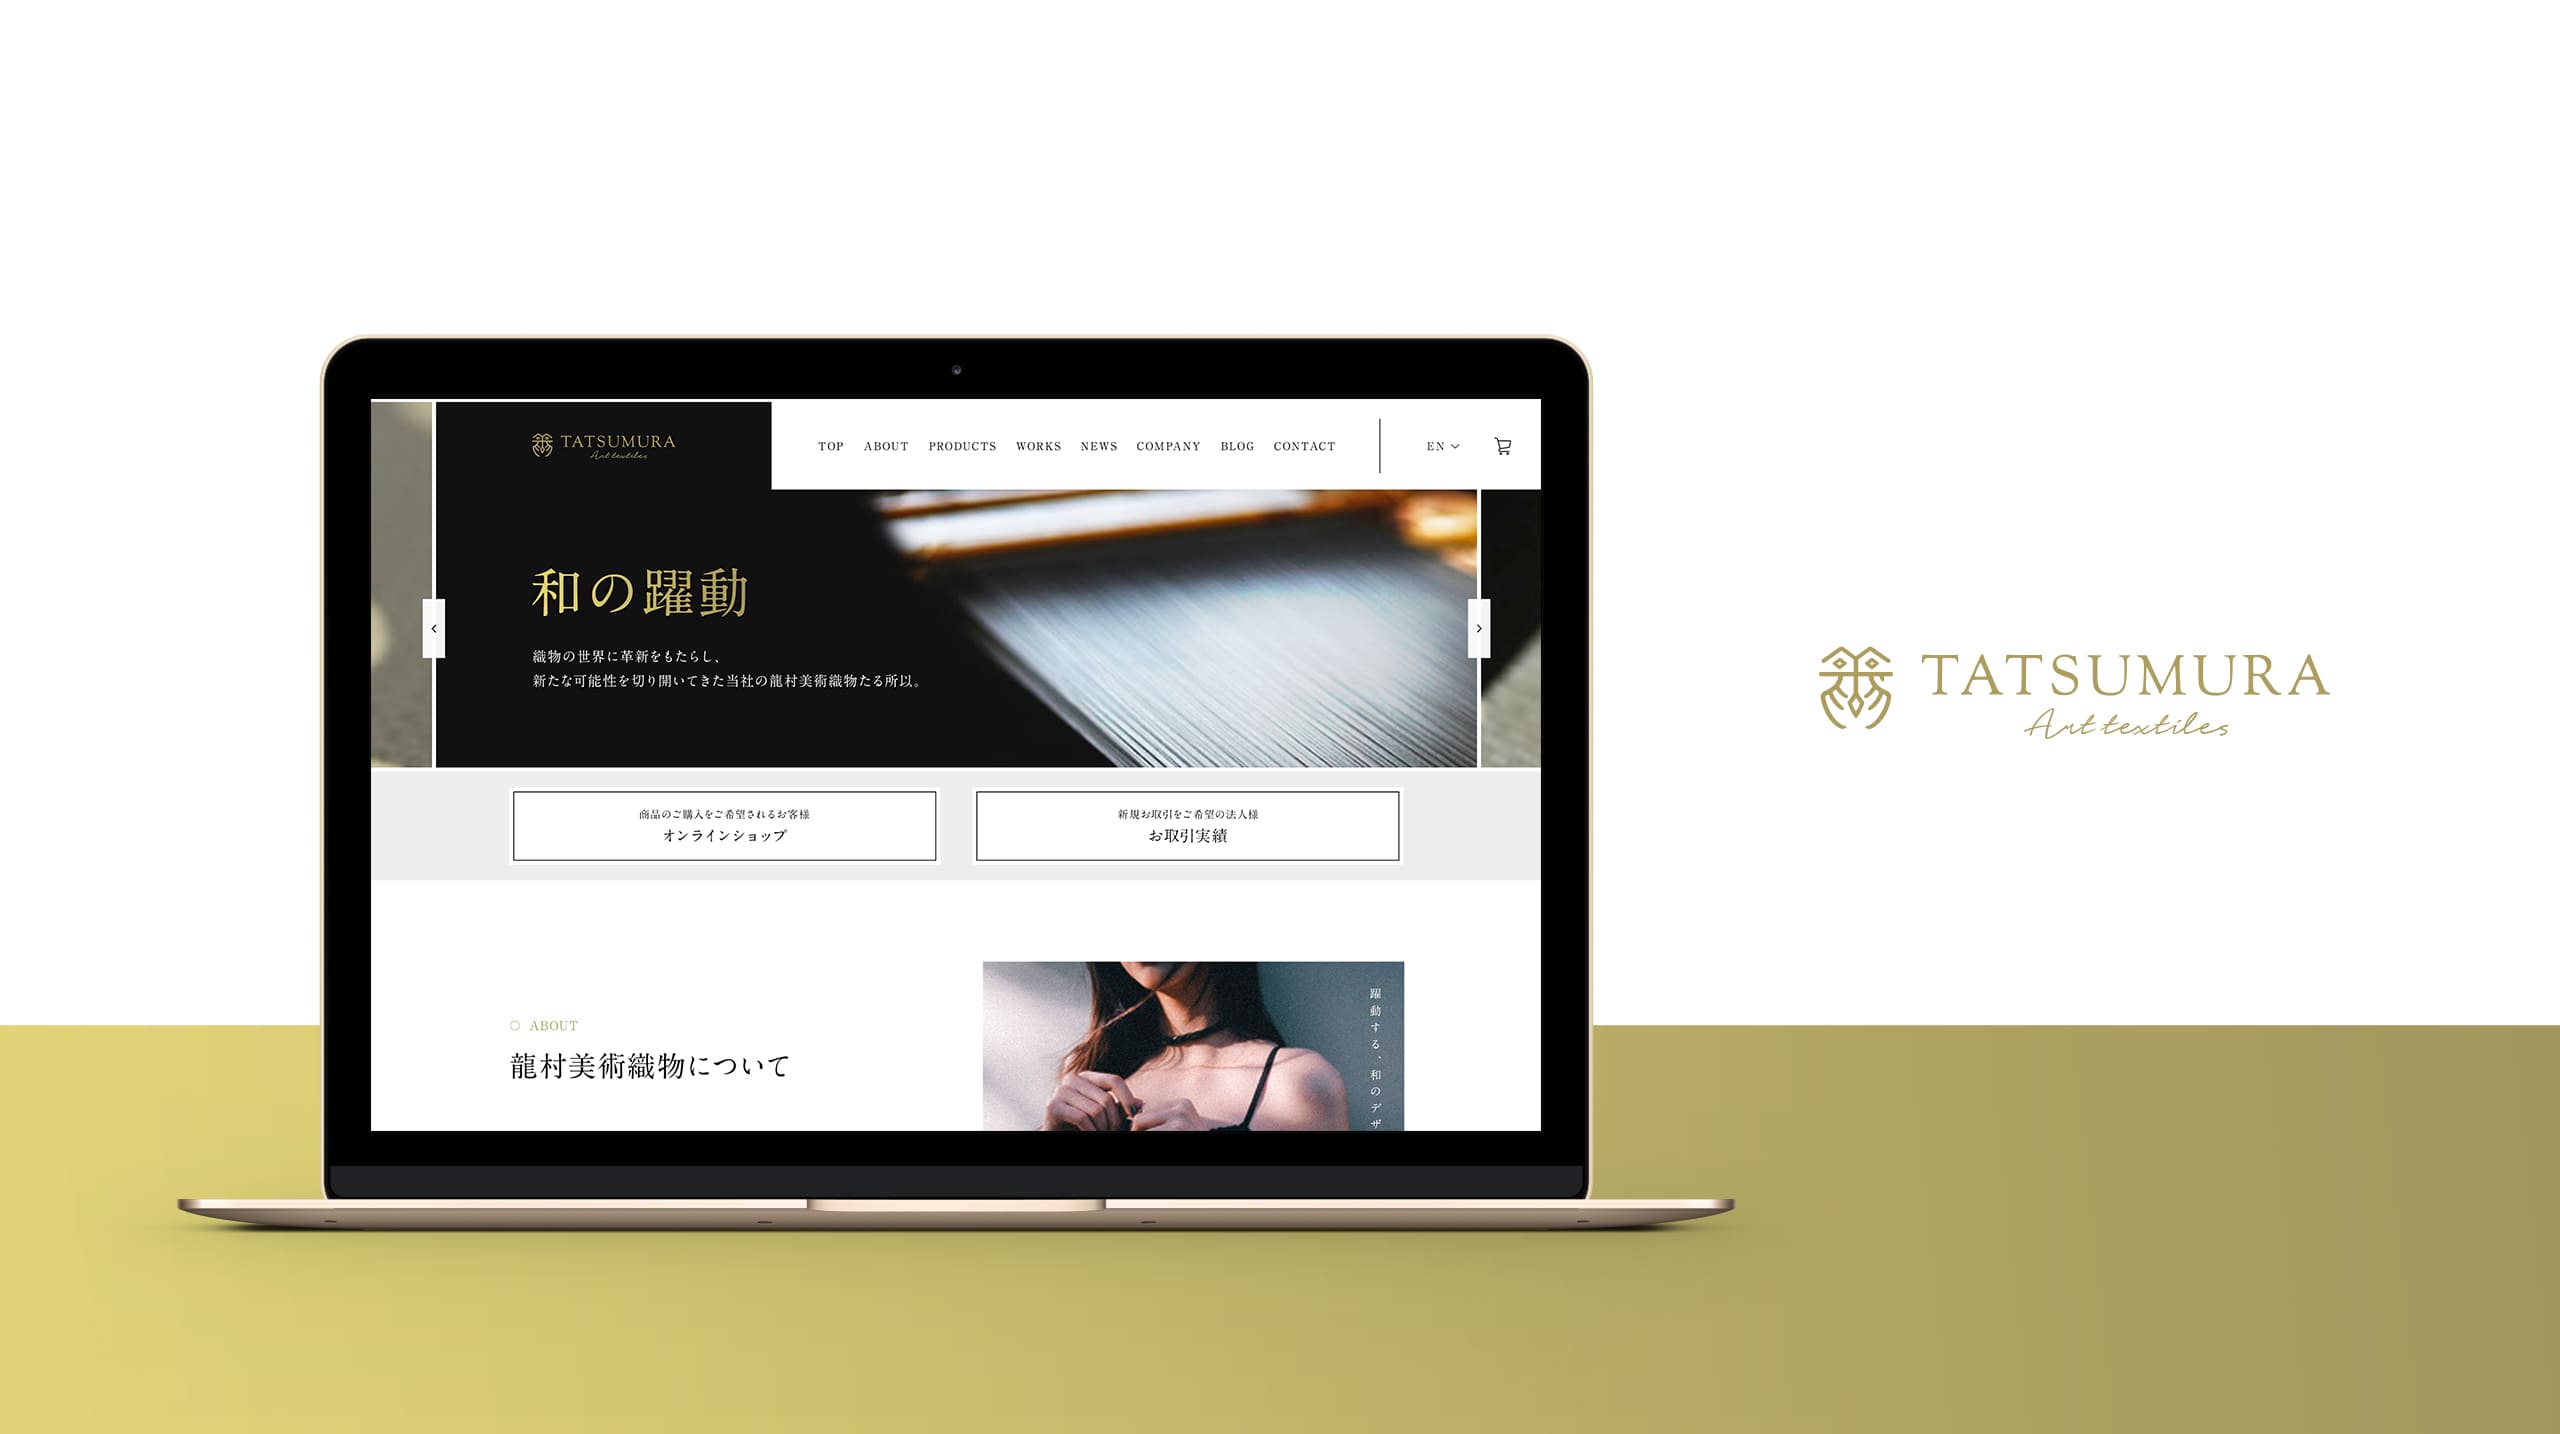 TATSUMURA
Art textiles
TOP ABOUT PRODUCTS WORKS NEWS COMPANY BLOG CONTACT
EN
和の躍動
織物の世界に革新をもたらし、
新たな可能性を切り開いてきた当社の龍村美術織物たる所以。
商品のご購入をご希望されるお客様
オンラインショップ
新規お取引をご希望の法人様
お取引実績
ABOUT
龍村美術織物について
躍動する、和のデザ
TATSUMURA
Art textiles